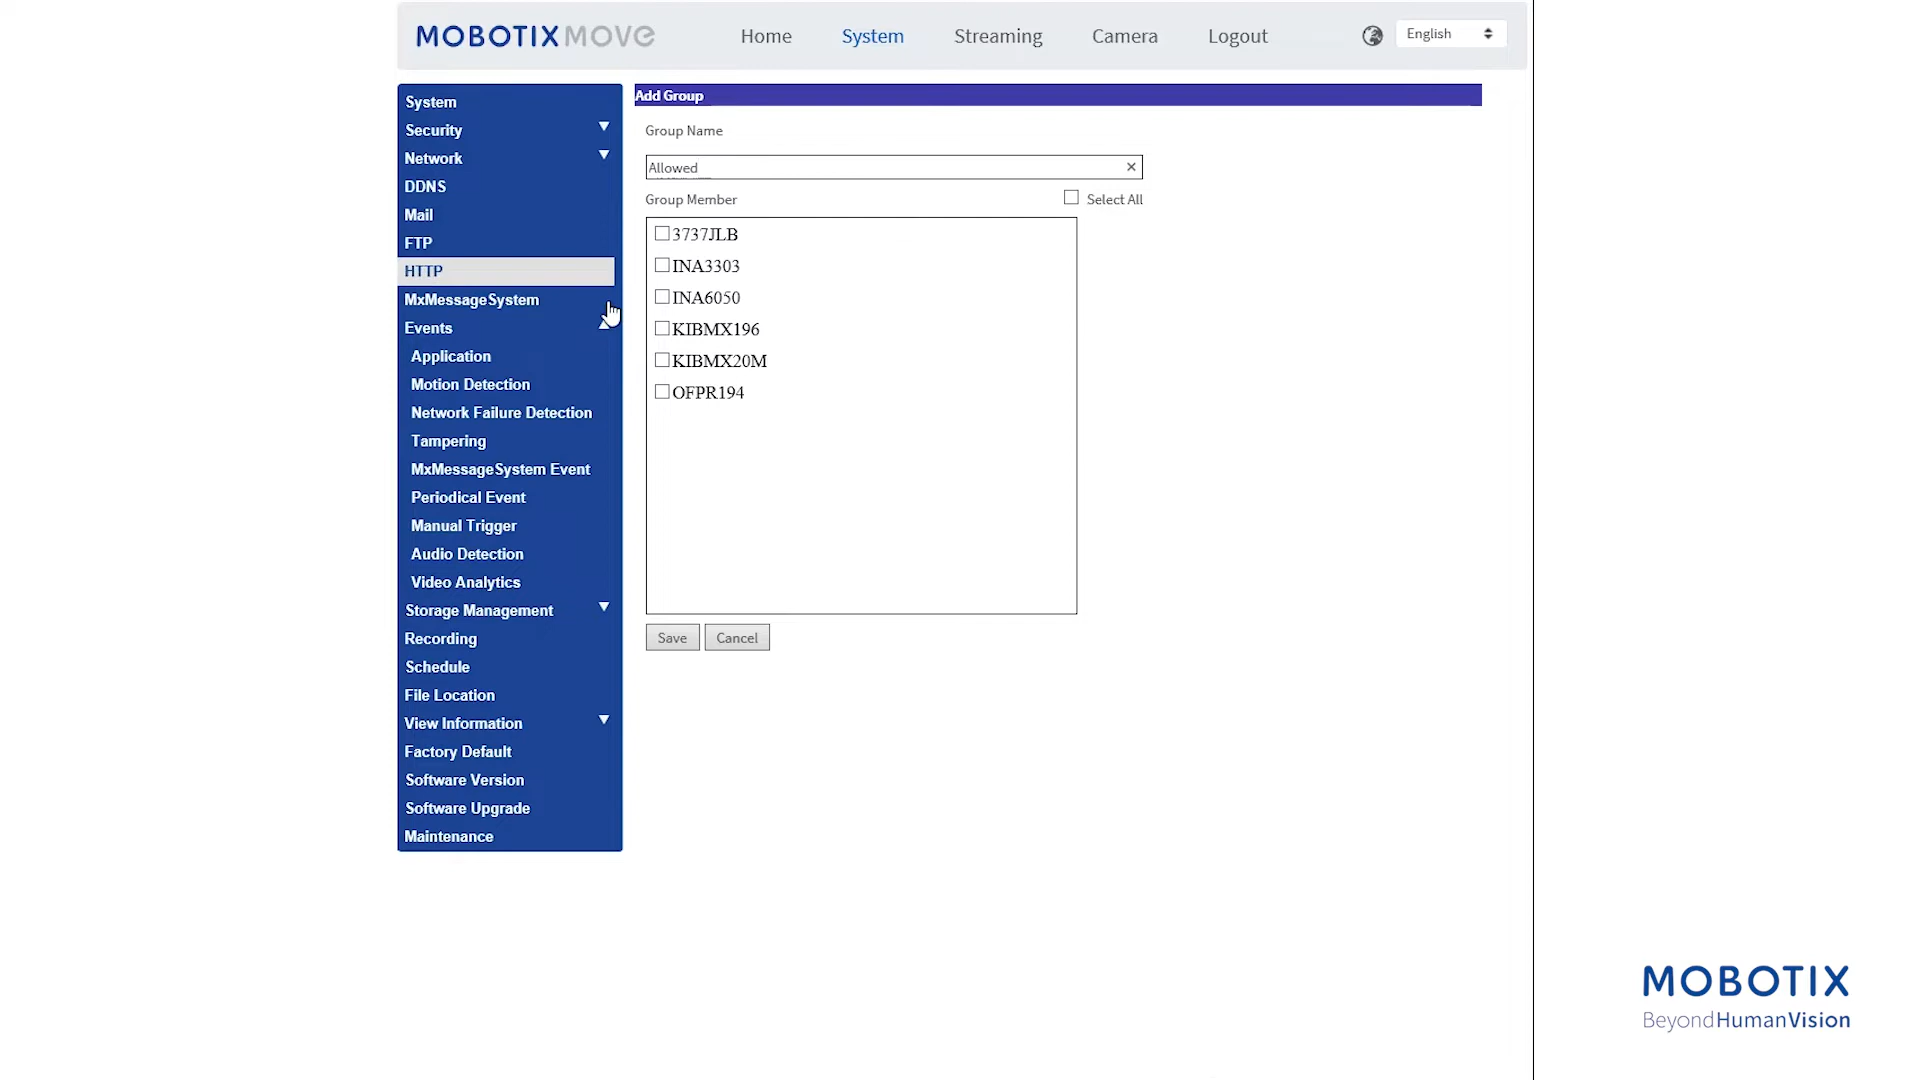 MOBOTIX MOVE
Home
System
Streaming
Camera
Logout
English
System
Security
Network
DDNS
Mail
FTP
HTTP
MxMessageSystem
Events
Application
Motion Detection
Network Failure Detection
Tampering
MxMessageSystem Event
Periodical Event
Manual Trigger
Audio Detection
Video Analytics
Storage Management
Recording
Schedule
File Location
View Information
Factory Default
Software Version
Software Upgrade
Maintenance
Add Group
Group Name
Allowed
Group Member
Select All
3737JLB
INA3303
INA6050
KIBMX196
KIBMX20M
OFPR194
Save
Cancel
MOBOTIX
BeyondHumanVision